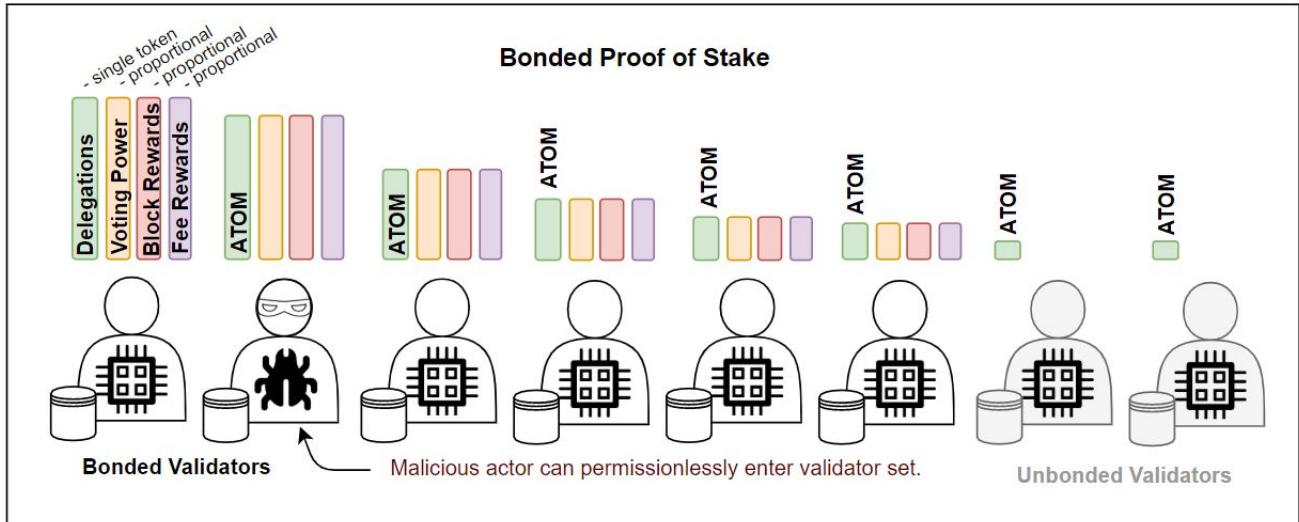 - single token
- proportional
- proportional
- proportional
Bonded Proof of Stake
Delegations
Voting Power
Block Rewards
Fee Rewards
ATOM
ATOM
ATOM
ATOM
ATOM
ATOM
ATOM
Bonded Validators
Malicious actor can permissionlessly enter validator set.
Unbonded Validators